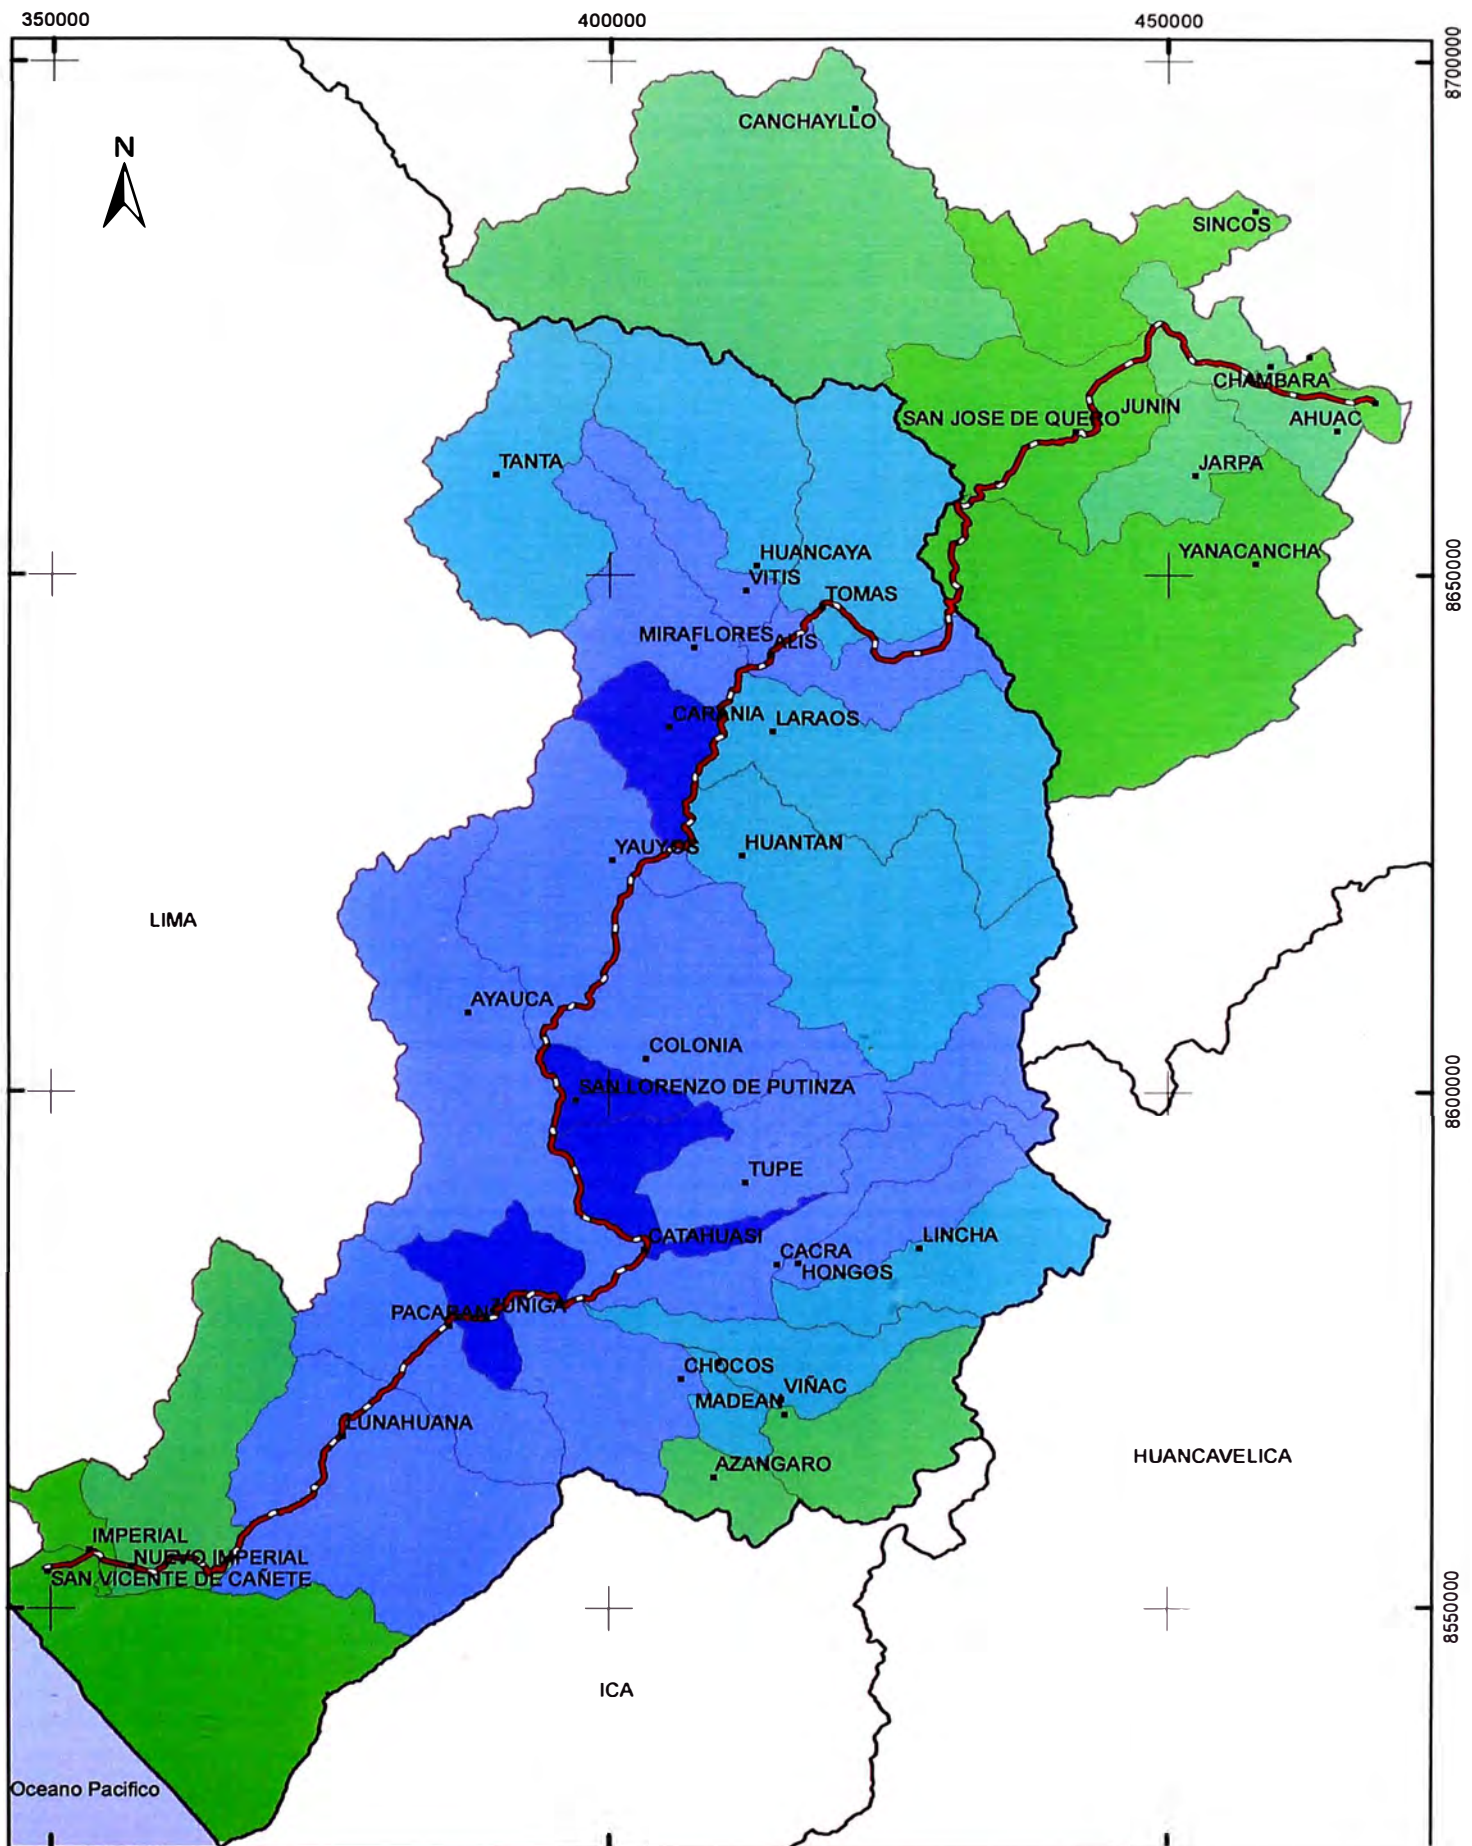 350000
400000
450000
8700000
N
CANCHAYLLO
SINCOS
CHAMBARA
JUNIN
SAN JOSE DE QUERO
AHUAC
TANTA
JARPA
HUANCAYA
YANACANCHA
VITIS
8650000
TOMAS
MIRAFLORES
ALIS
CARANIA
LARAOS
YAUYOS
HUANTAN
LIMA
AYAUCA
COLONIA
SAN LORENZO DE PUTINZA
8600000
TUPE
CATAHUASI
LINCHA
CACRA
HONGOS
PACARAN
ZUÑIGA
CHOCOS
VIÑAC
MADEAN
LUNAHUANA
AZANGARO
HUANCAVELICA
IMPERIAL
NUEVO IMPERIAL
SAN VICENTE DE CAÑETE
8550000
ICA
Oceano Pacifico